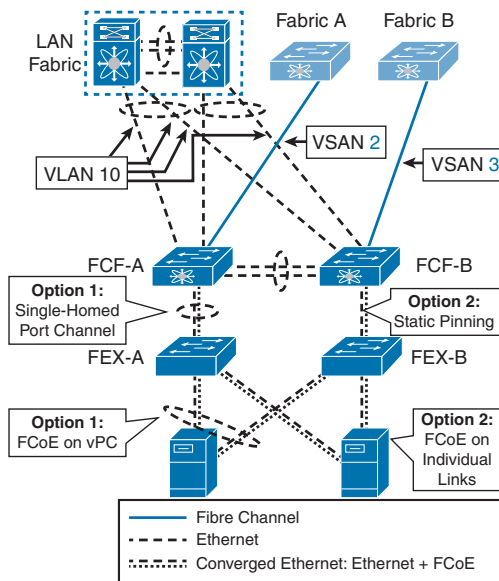 LAN
Fabric
Fabric A
Fabric B
VLAN 10
VSAN 2
VSAN 3
FCF-A
FCF-B
Option 1:
Single-Homed
Port Channel
Option 2:
Static Pinning
FEX-A
FEX-B
Option 1:
FCoE on vPC
Option 2:
FCoE on
Individual
Links
Fibre Channel
Ethernet
Converged Ethernet: Ethernet + FCoE